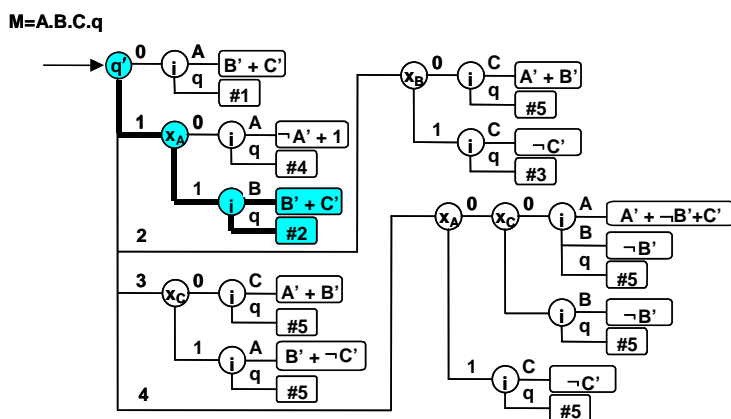 M=A.B.C.q
q' 0 i A B' + C'
q #1
1 x_A 0 i A ¬A' + 1
q #4
1 i B B' + C'
q #2
2 x_B 0 i C A' + B'
q #5
1 i C ¬C'
q #3
3 x_C 0 i C A' + B'
q #5
1 i A B' + ¬C'
q #5
4 x_A 0 x_C 0 i A A' + ¬B'+C'
B ¬B'
q #5
i B ¬B'
q #5
1 i C ¬C'
q #5